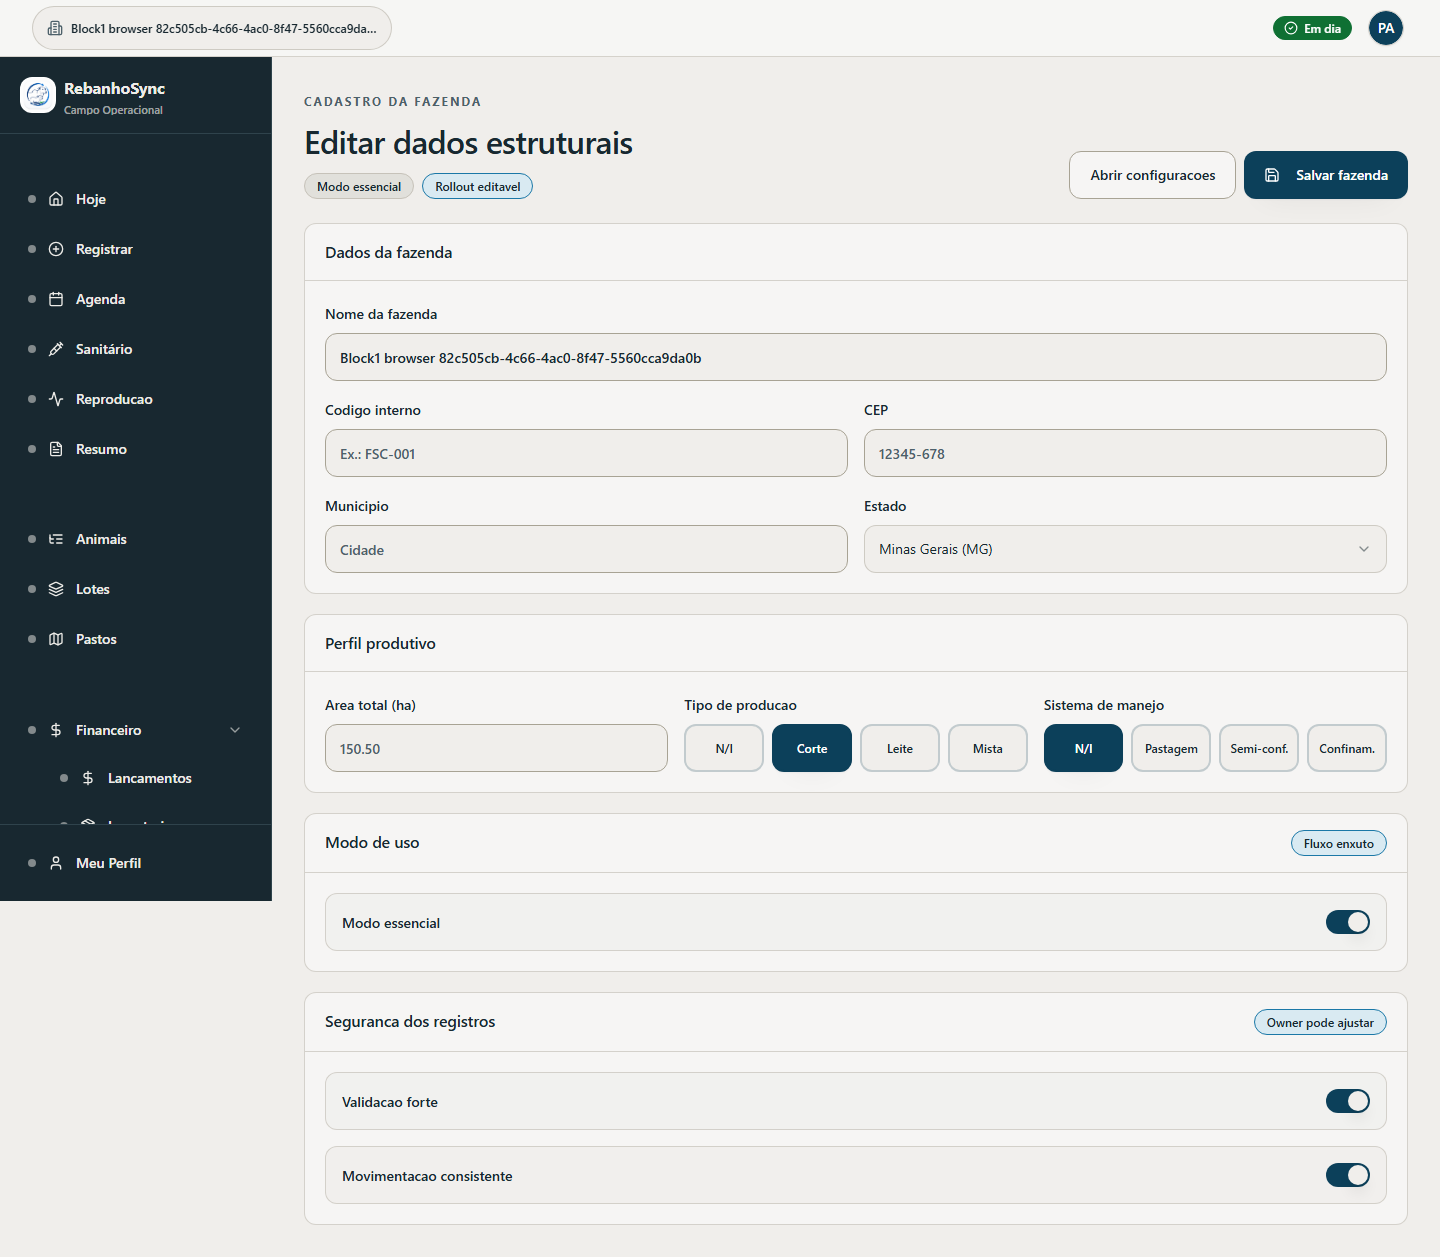 Block1 browser 82c505cb-4c66-4ac0-8f47-5560cca9da...
Em dia
PA
RebanhoSync
Campo Operacional
Hoje
Registrar
Agenda
Sanitário
Reproducao
Resumo
Animais
Lotes
Pastos
Financeiro
Lancamentos
Meu Perfil
CADASTRO DA FAZENDA
Editar dados estruturais
Modo essencial
Rollout editavel
Abrir configuracoes
Salvar fazenda
Dados da fazenda
Nome da fazenda
Block1 browser 82c505cb-4c66-4ac0-8f47-5560cca9da0b
Codigo interno
CEP
Ex.: FSC-001
12345-678
Municipio
Estado
Cidade
Minas Gerais (MG)
Perfil produtivo
Area total (ha)
Tipo de producao
Sistema de manejo
150.50
N/I
Corte
Leite
Mista
N/I
Pastagem
Semi-conf.
Confinam.
Modo de uso
Fluxo enxuto
Modo essencial
Seguranca dos registros
Owner pode ajustar
Validacao forte
Movimentacao consistente